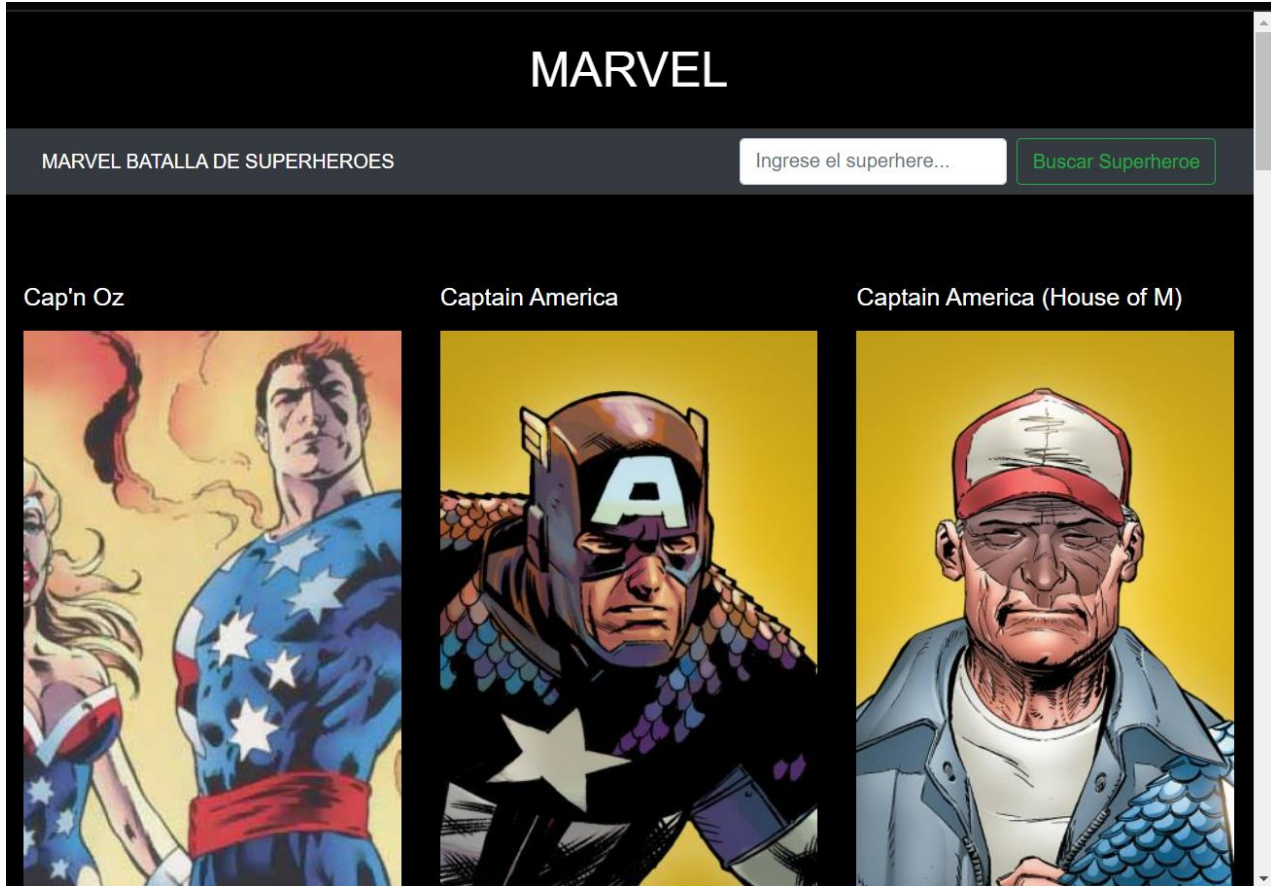 MARVEL
MARVEL BATALLA DE SUPERHEROES
Ingrese el superhere...
Buscar Superheroe
Cap'n Oz
Captain America
Captain America (House of M)
A